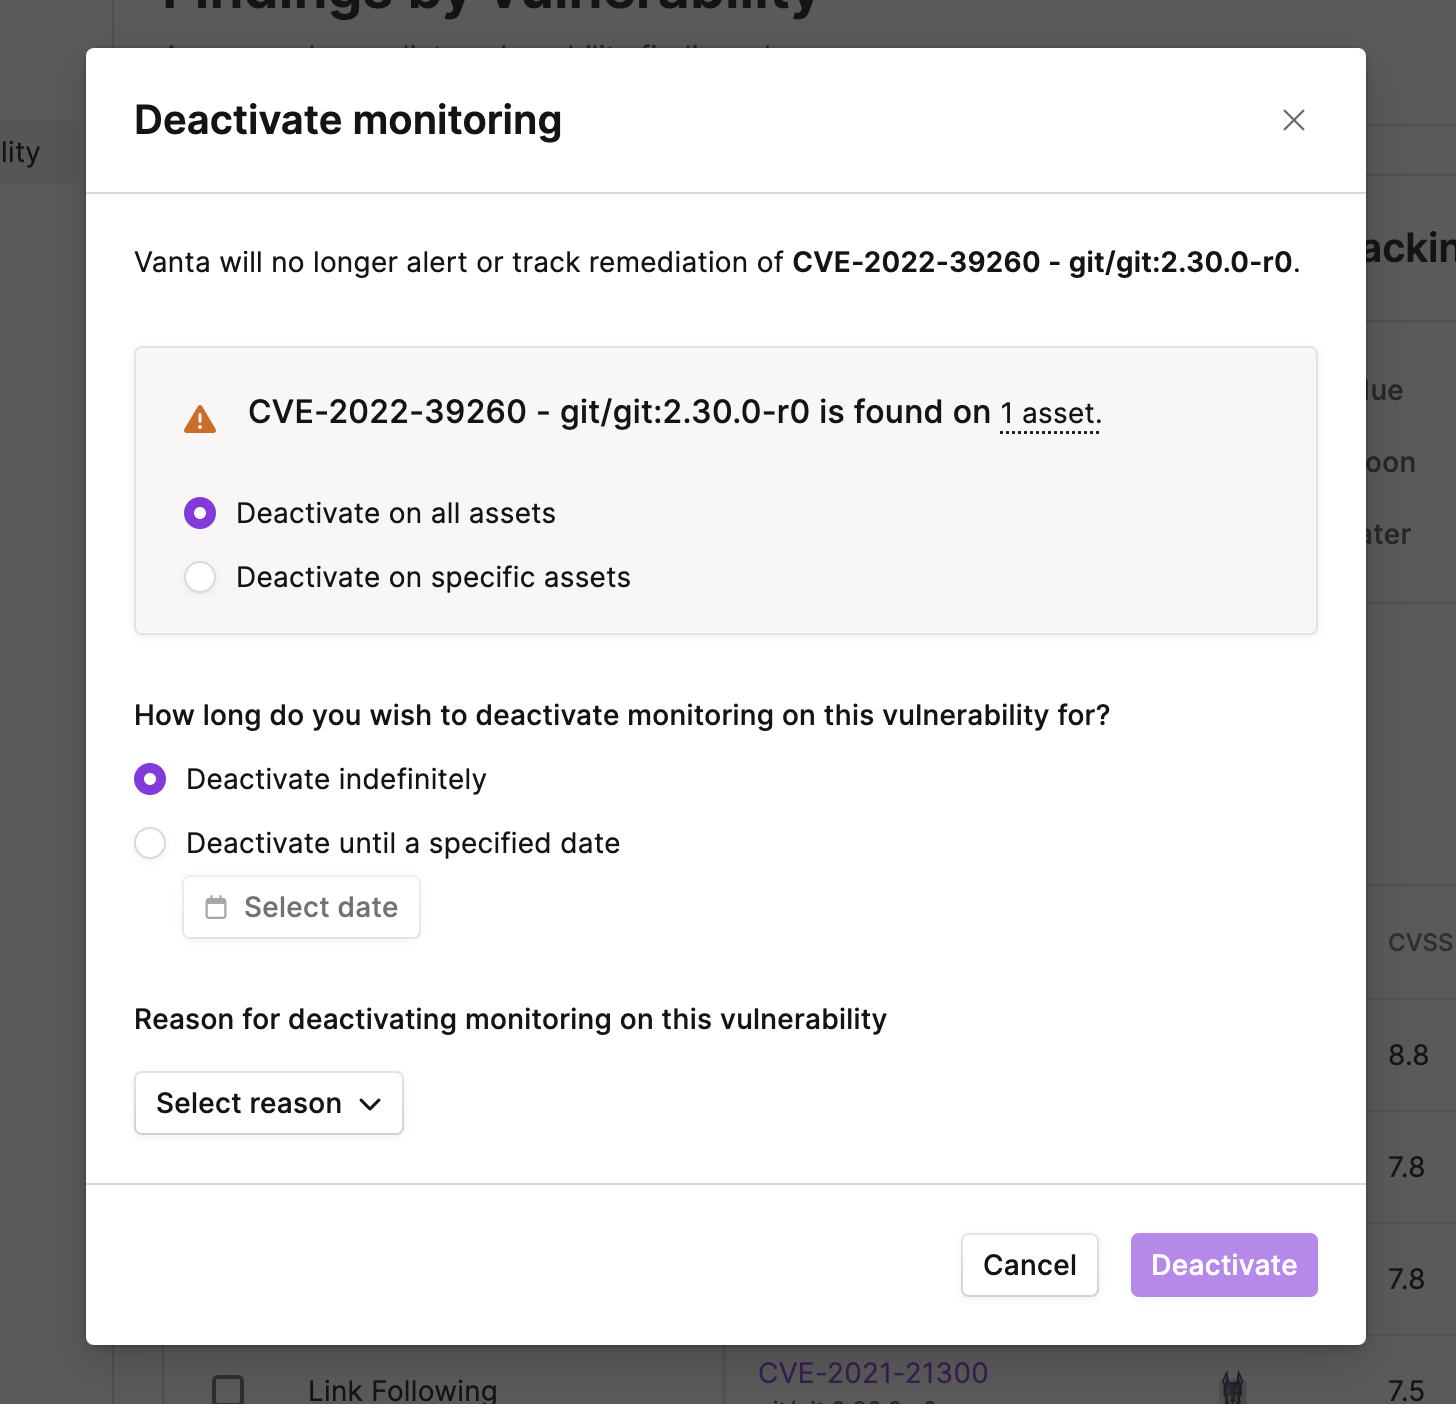 Findings by Vulnerability
lity
Deactivate monitoring
Vanta will no longer alert or track remediation of CVE-2022-39260 - git/git:2.30.0-r0.
CVE-2022-39260 - git/git:2.30.0-r0 is found on 1 asset.
Deactivate on all assets
Deactivate on specific assets
How long do you wish to deactivate monitoring on this vulnerability for?
Deactivate indefinitely
Deactivate until a specified date
Select date
Reason for deactivating monitoring on this vulnerability
Select reason
Cancel
Deactivate
ackin
lue
oon
ater
CVSS
8.8
7.8
7.8
Link Following
CVE-2021-21300
7.5